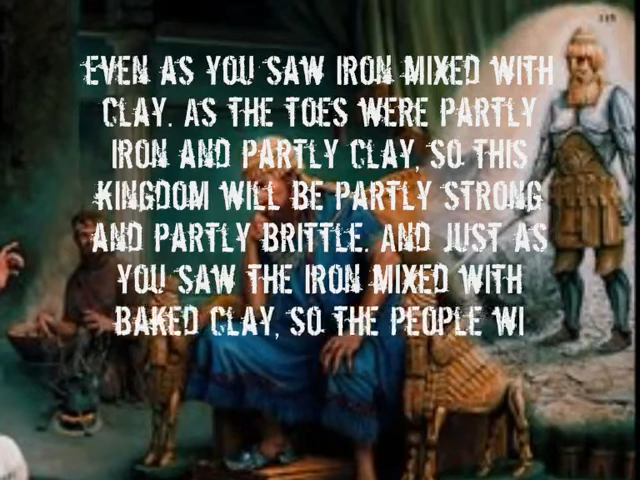 EVEN AS YOU SAW IRON MIXED WITH
CLAY. AS THE TOES WERE PARTLY
IRON AND PARTLY CLAY, SO THIS
KINGDOM WILL BE PARTLY STRONG
AND PARTLY BRITTLE. AND JUST AS
YOU SAW THE IRON MIXED WITH
BAKED CLAY, SO THE PEOPLE WI